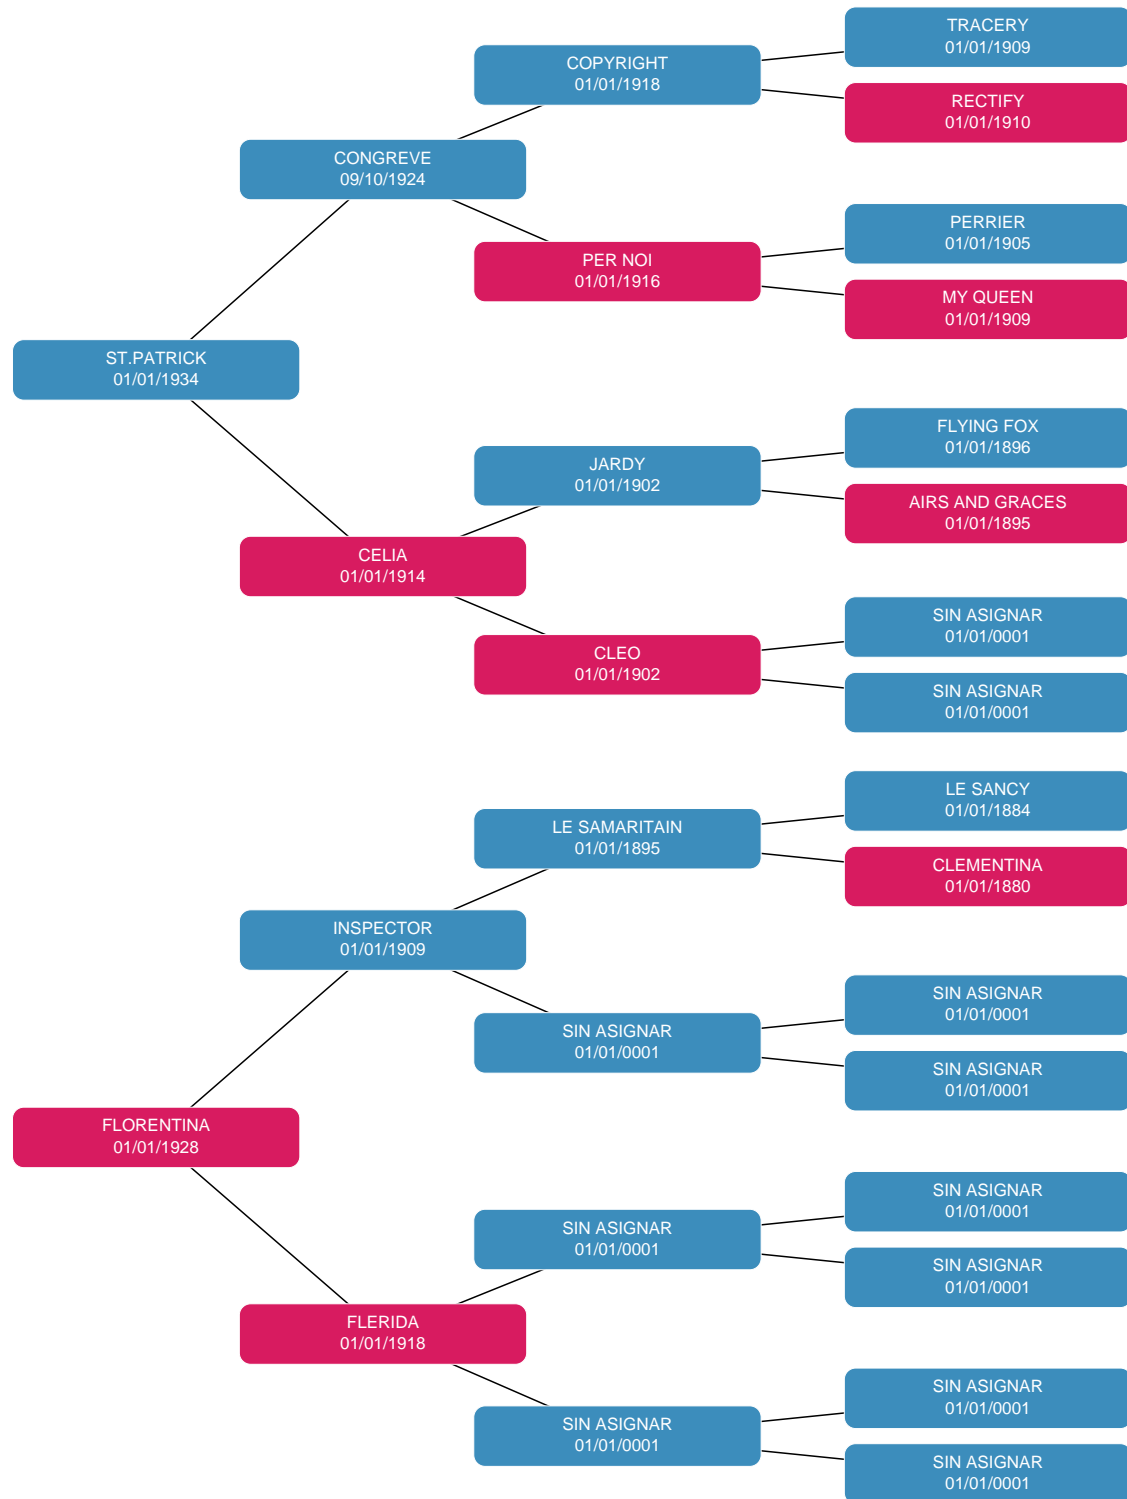 TRACERY
01/01/1909
COPYRIGHT
01/01/1918
RECTIFY
01/01/1910
CONGREVE
09/10/1924
PERRIER
01/01/1905
PER NOI
01/01/1916
MY QUEEN
01/01/1909
ST.PATRICK
01/01/1934
FLYING FOX
01/01/1896
JARDY
01/01/1902
AIRS AND GRACES
01/01/1895
CELIA
01/01/1914
SIN ASIGNAR
01/01/0001
CLEO
01/01/1902
SIN ASIGNAR
01/01/0001
LE SANCY
01/01/1884
LE SAMARITAIN
01/01/1895
CLEMENTINA
01/01/1880
INSPECTOR
01/01/1909
SIN ASIGNAR
01/01/0001
SIN ASIGNAR
01/01/0001
SIN ASIGNAR
01/01/0001
FLORENTINA
01/01/1928
SIN ASIGNAR
01/01/0001
SIN ASIGNAR
01/01/0001
SIN ASIGNAR
01/01/0001
FLERIDA
01/01/1918
SIN ASIGNAR
01/01/0001
SIN ASIGNAR
01/01/0001
SIN ASIGNAR
01/01/0001